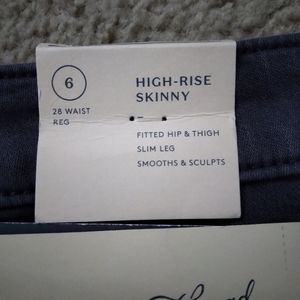 6
28 WAIST
REG
HIGH-RISE
SKINNY
FITTED HIP & THIGH
SLIM LEG
SMOOTHS & SCULPTS